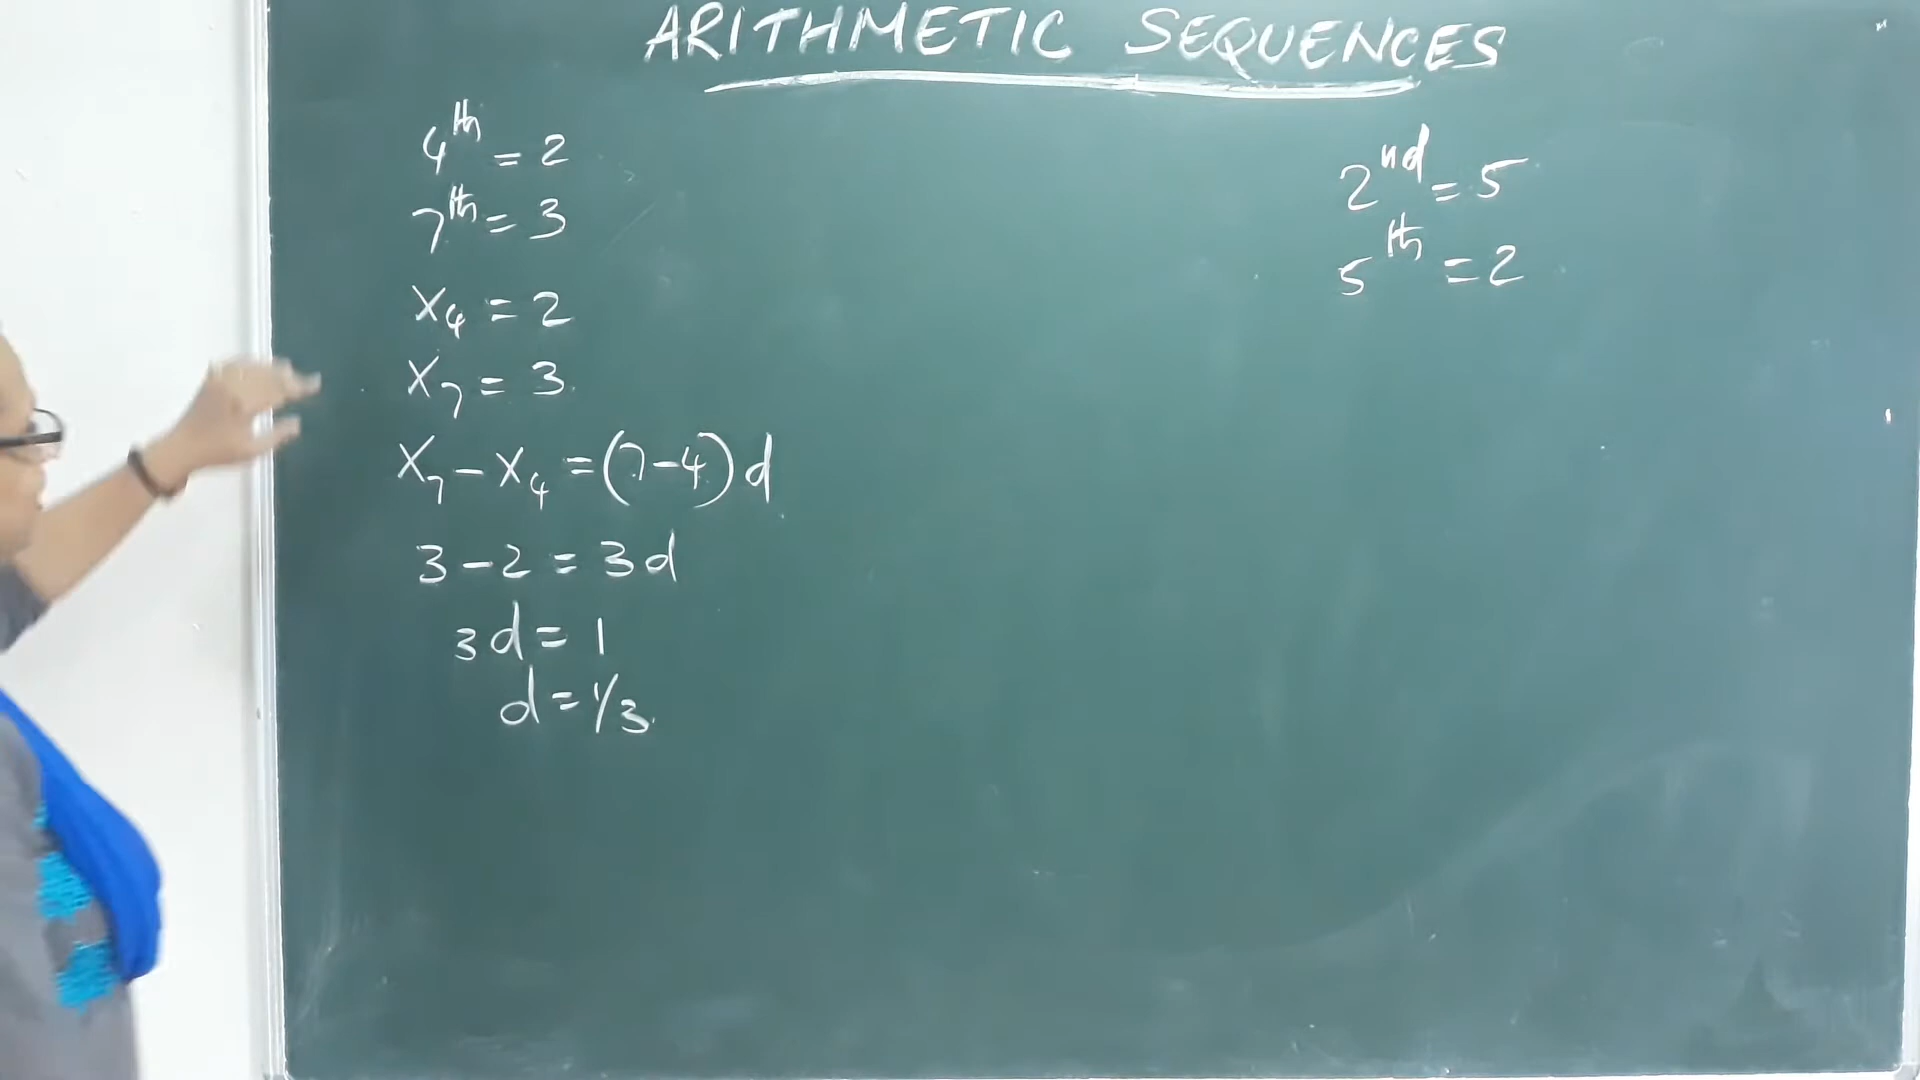 ARITHMETIC SEQUENCES
4th = 2
7th = 3
x4 = 2
x7 = 3.
x7 - x4 = (7-4) d
3 - 2 = 3d
3d = 1
d = 1/3.
2nd = 5
5th = 2